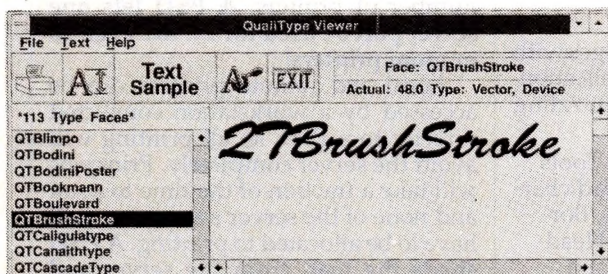 QualiType Viewer
File Text Help
Text Sample
EXIT
Face: QTBrushStroke
Actual: 48.0 Type: Vector, Device
*113 Type Faces*
QTBlimpo
QTBodini
QTBodiniPoster
QTBookmann
QTBoulevard
QTBrushStroke
QTCaligulatype
QTCanaithtype
QTCascadeType
QTBrushStroke